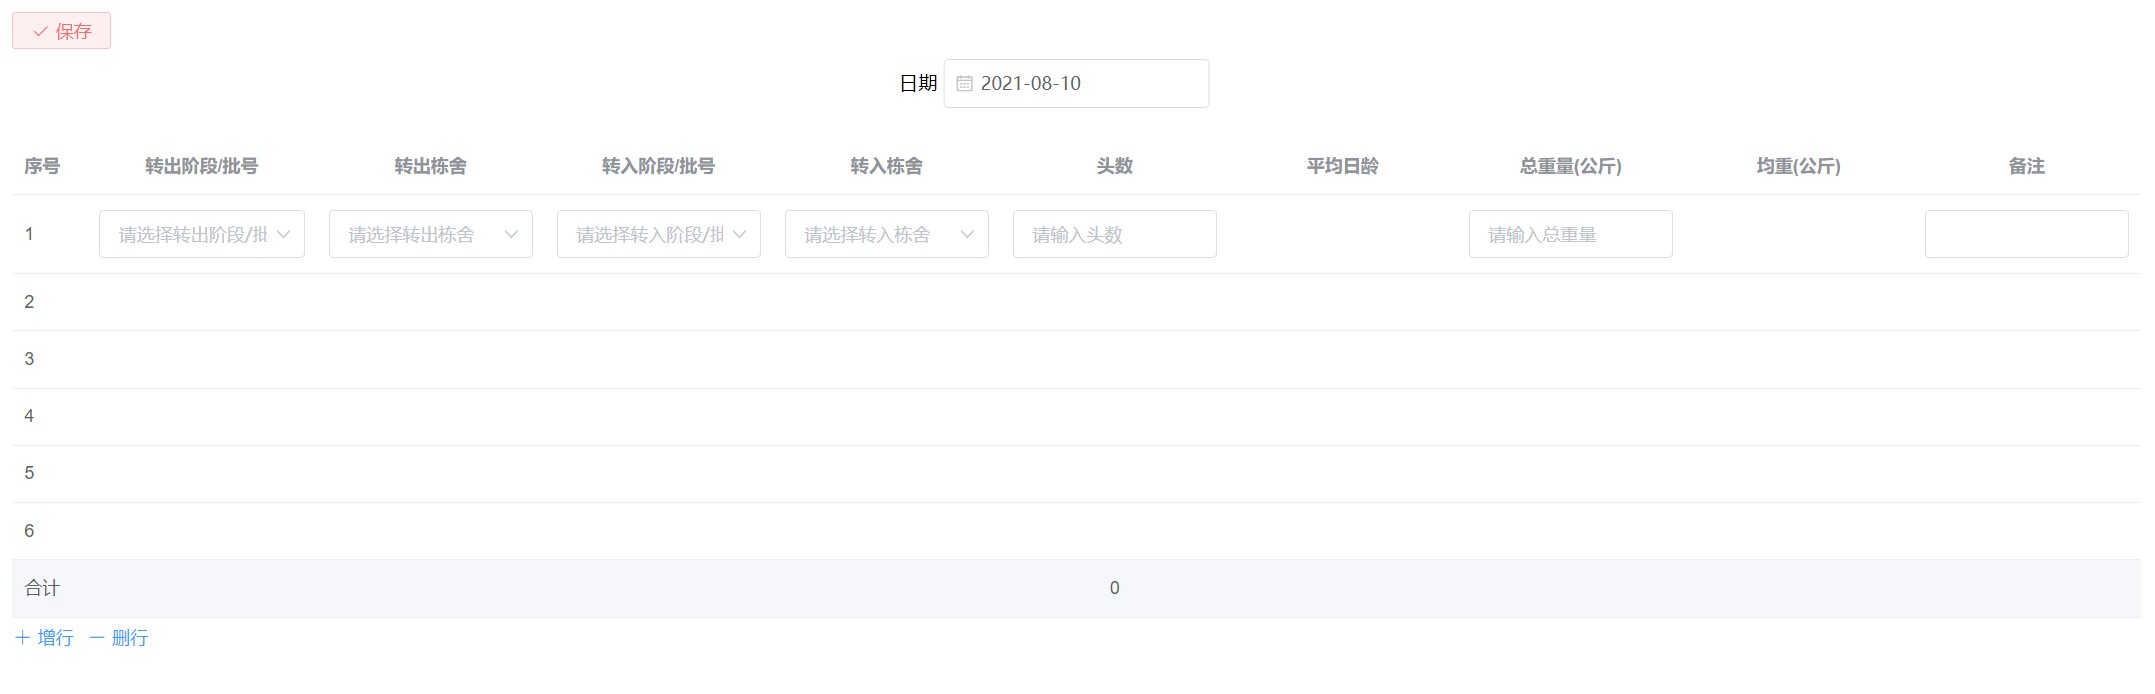 保存
日期 2021-08-10
序号 转出阶段/批号 转出栋舍 转入阶段/批号 转入栋舍 头数 平均日龄 总重量(公斤) 均重(公斤) 备注
1 请选择转出阶段/批 请选择转出栋舍 请选择转入阶段/批 请选择转入栋舍 请输入头数 请输入总重量
2
3
4
5
6
合计 0
增行 删行